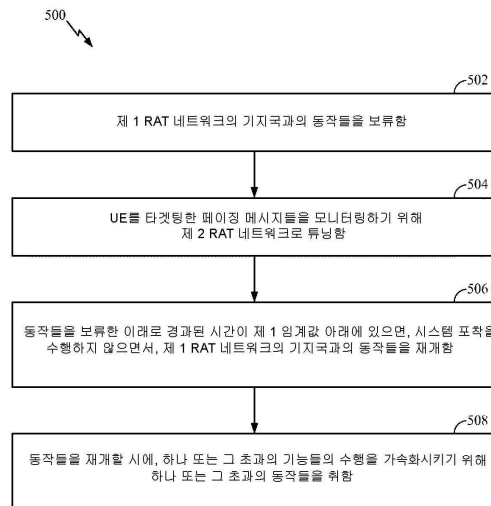 500
502
제 1 RAT 네트워크의 기지국과의 동작들을 보류함
504
UE를 타겟팅한 페이징 메시지들을 모니터링하기 위해
제 2 RAT 네트워크로 튜닝함
506
동작들을 보류한 이래로 경과된 시간이 제 1 임계값 아래에 있으면, 시스템 포착을
수행하지 않으면서, 제 1 RAT 네트워크의 기지국과의 동작들을 재개함
508
동작들을 재개할 시에, 하나 또는 그 초과의 기능들의 수행을 가속화시키기 위해
하나 또는 그 초과의 동작들을 취함